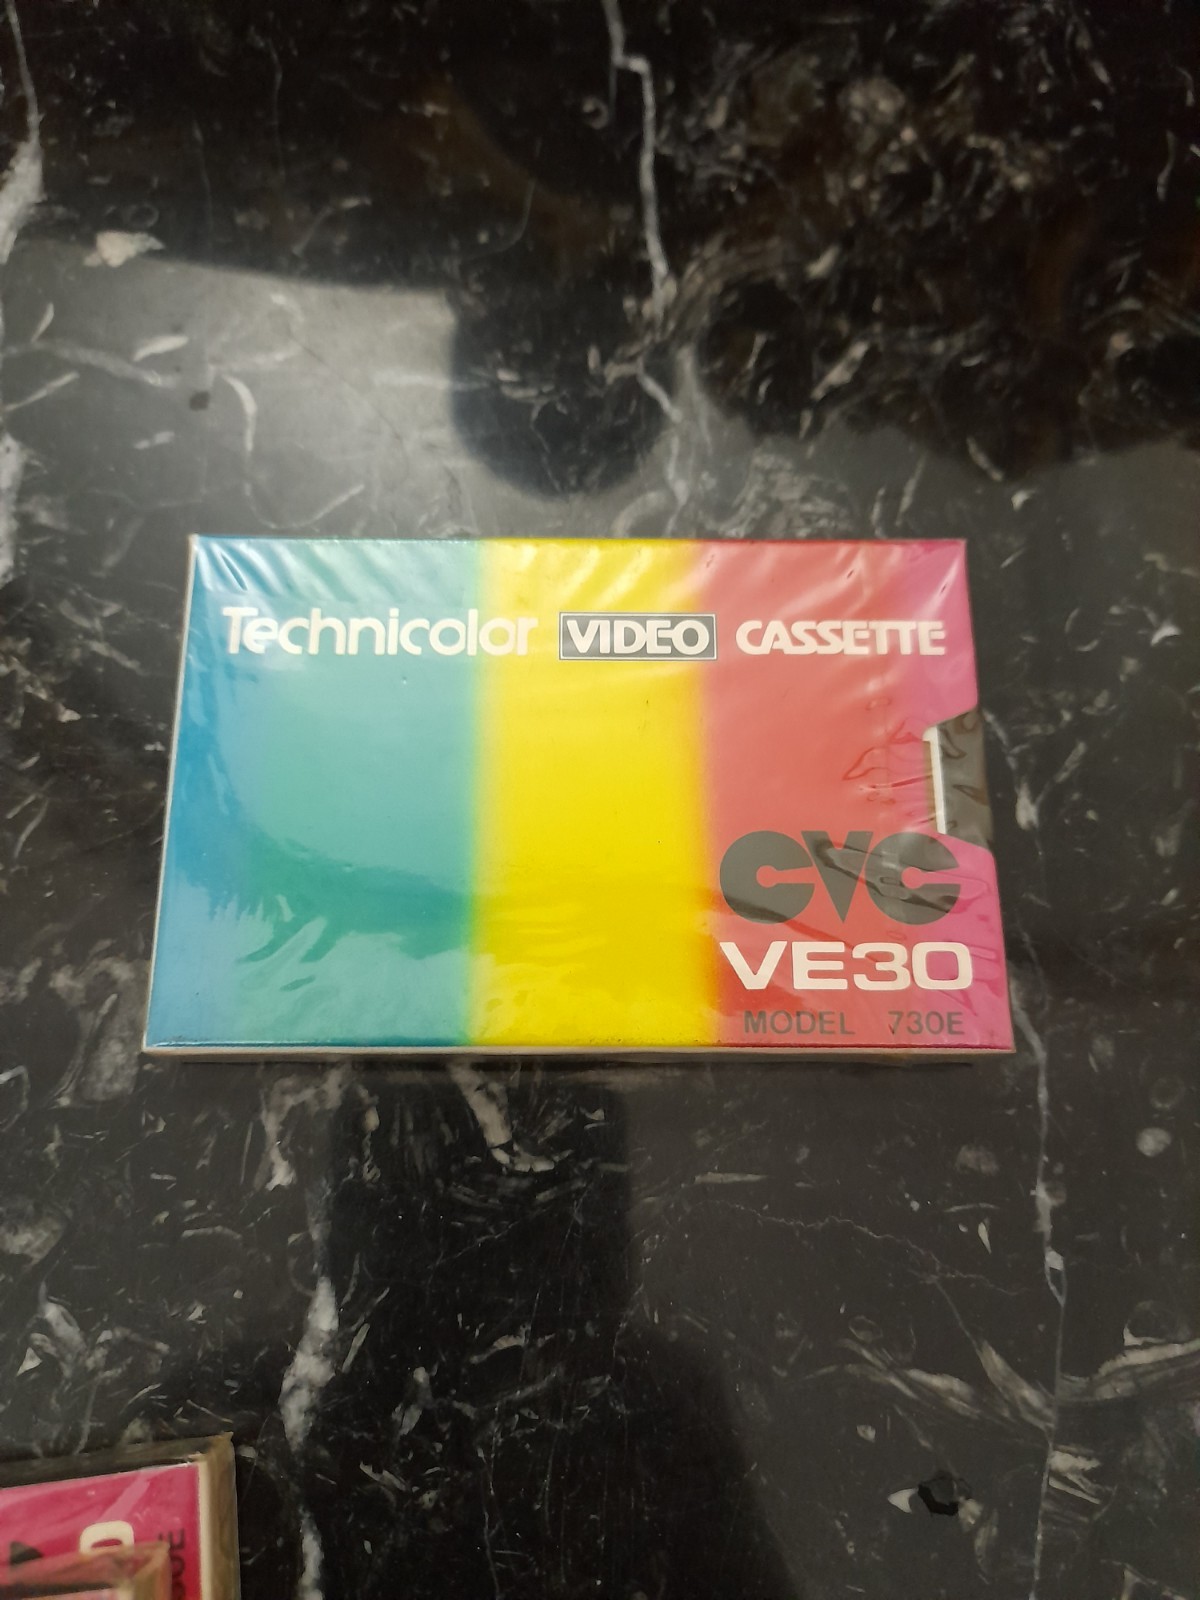 Technicolor VIDEO CASSETTE
CVC
VE30
MODEL 730E